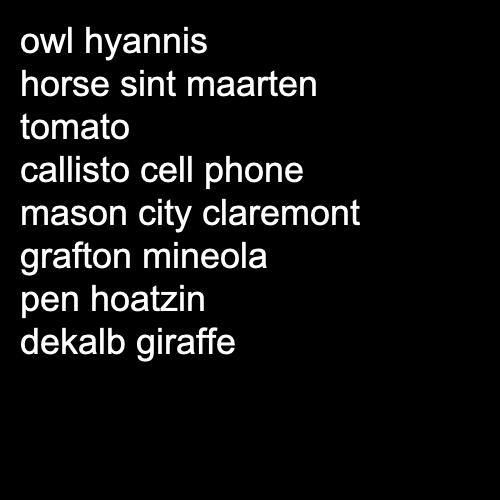 owl hyannis
horse sint maarten
tomato
callisto cell phone
mason city claremont
grafton mineola
pen hoatzin
dekalb giraffe